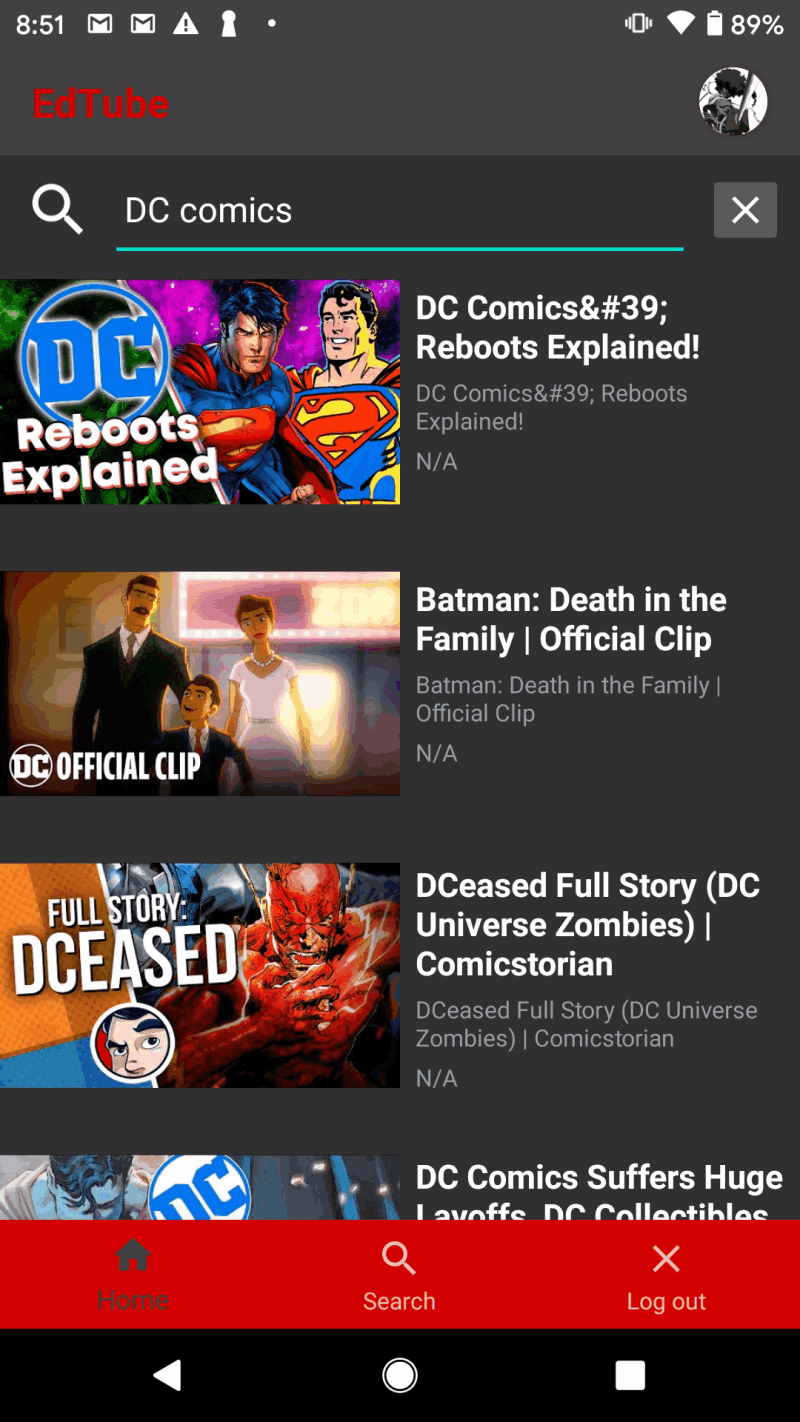 8:51
89%
EdTube
DC comics
DC
Reboots
Explained
DC Comics&#39;
Reboots Explained!
DC Comics&#39; Reboots
Explained!
N/A
DC OFFICIAL CLIP
Batman: Death in the
Family | Official Clip
Batman: Death in the Family |
Official Clip
N/A
FULL STORY:
DCEASED
DCeased Full Story (DC
Universe Zombies) |
Comicstorian
DCeased Full Story (DC Universe
Zombies) | Comicstorian
N/A
DC
DC Comics Suffers Huge
Layoffs, DC Collectibles
Home
Search
Log out